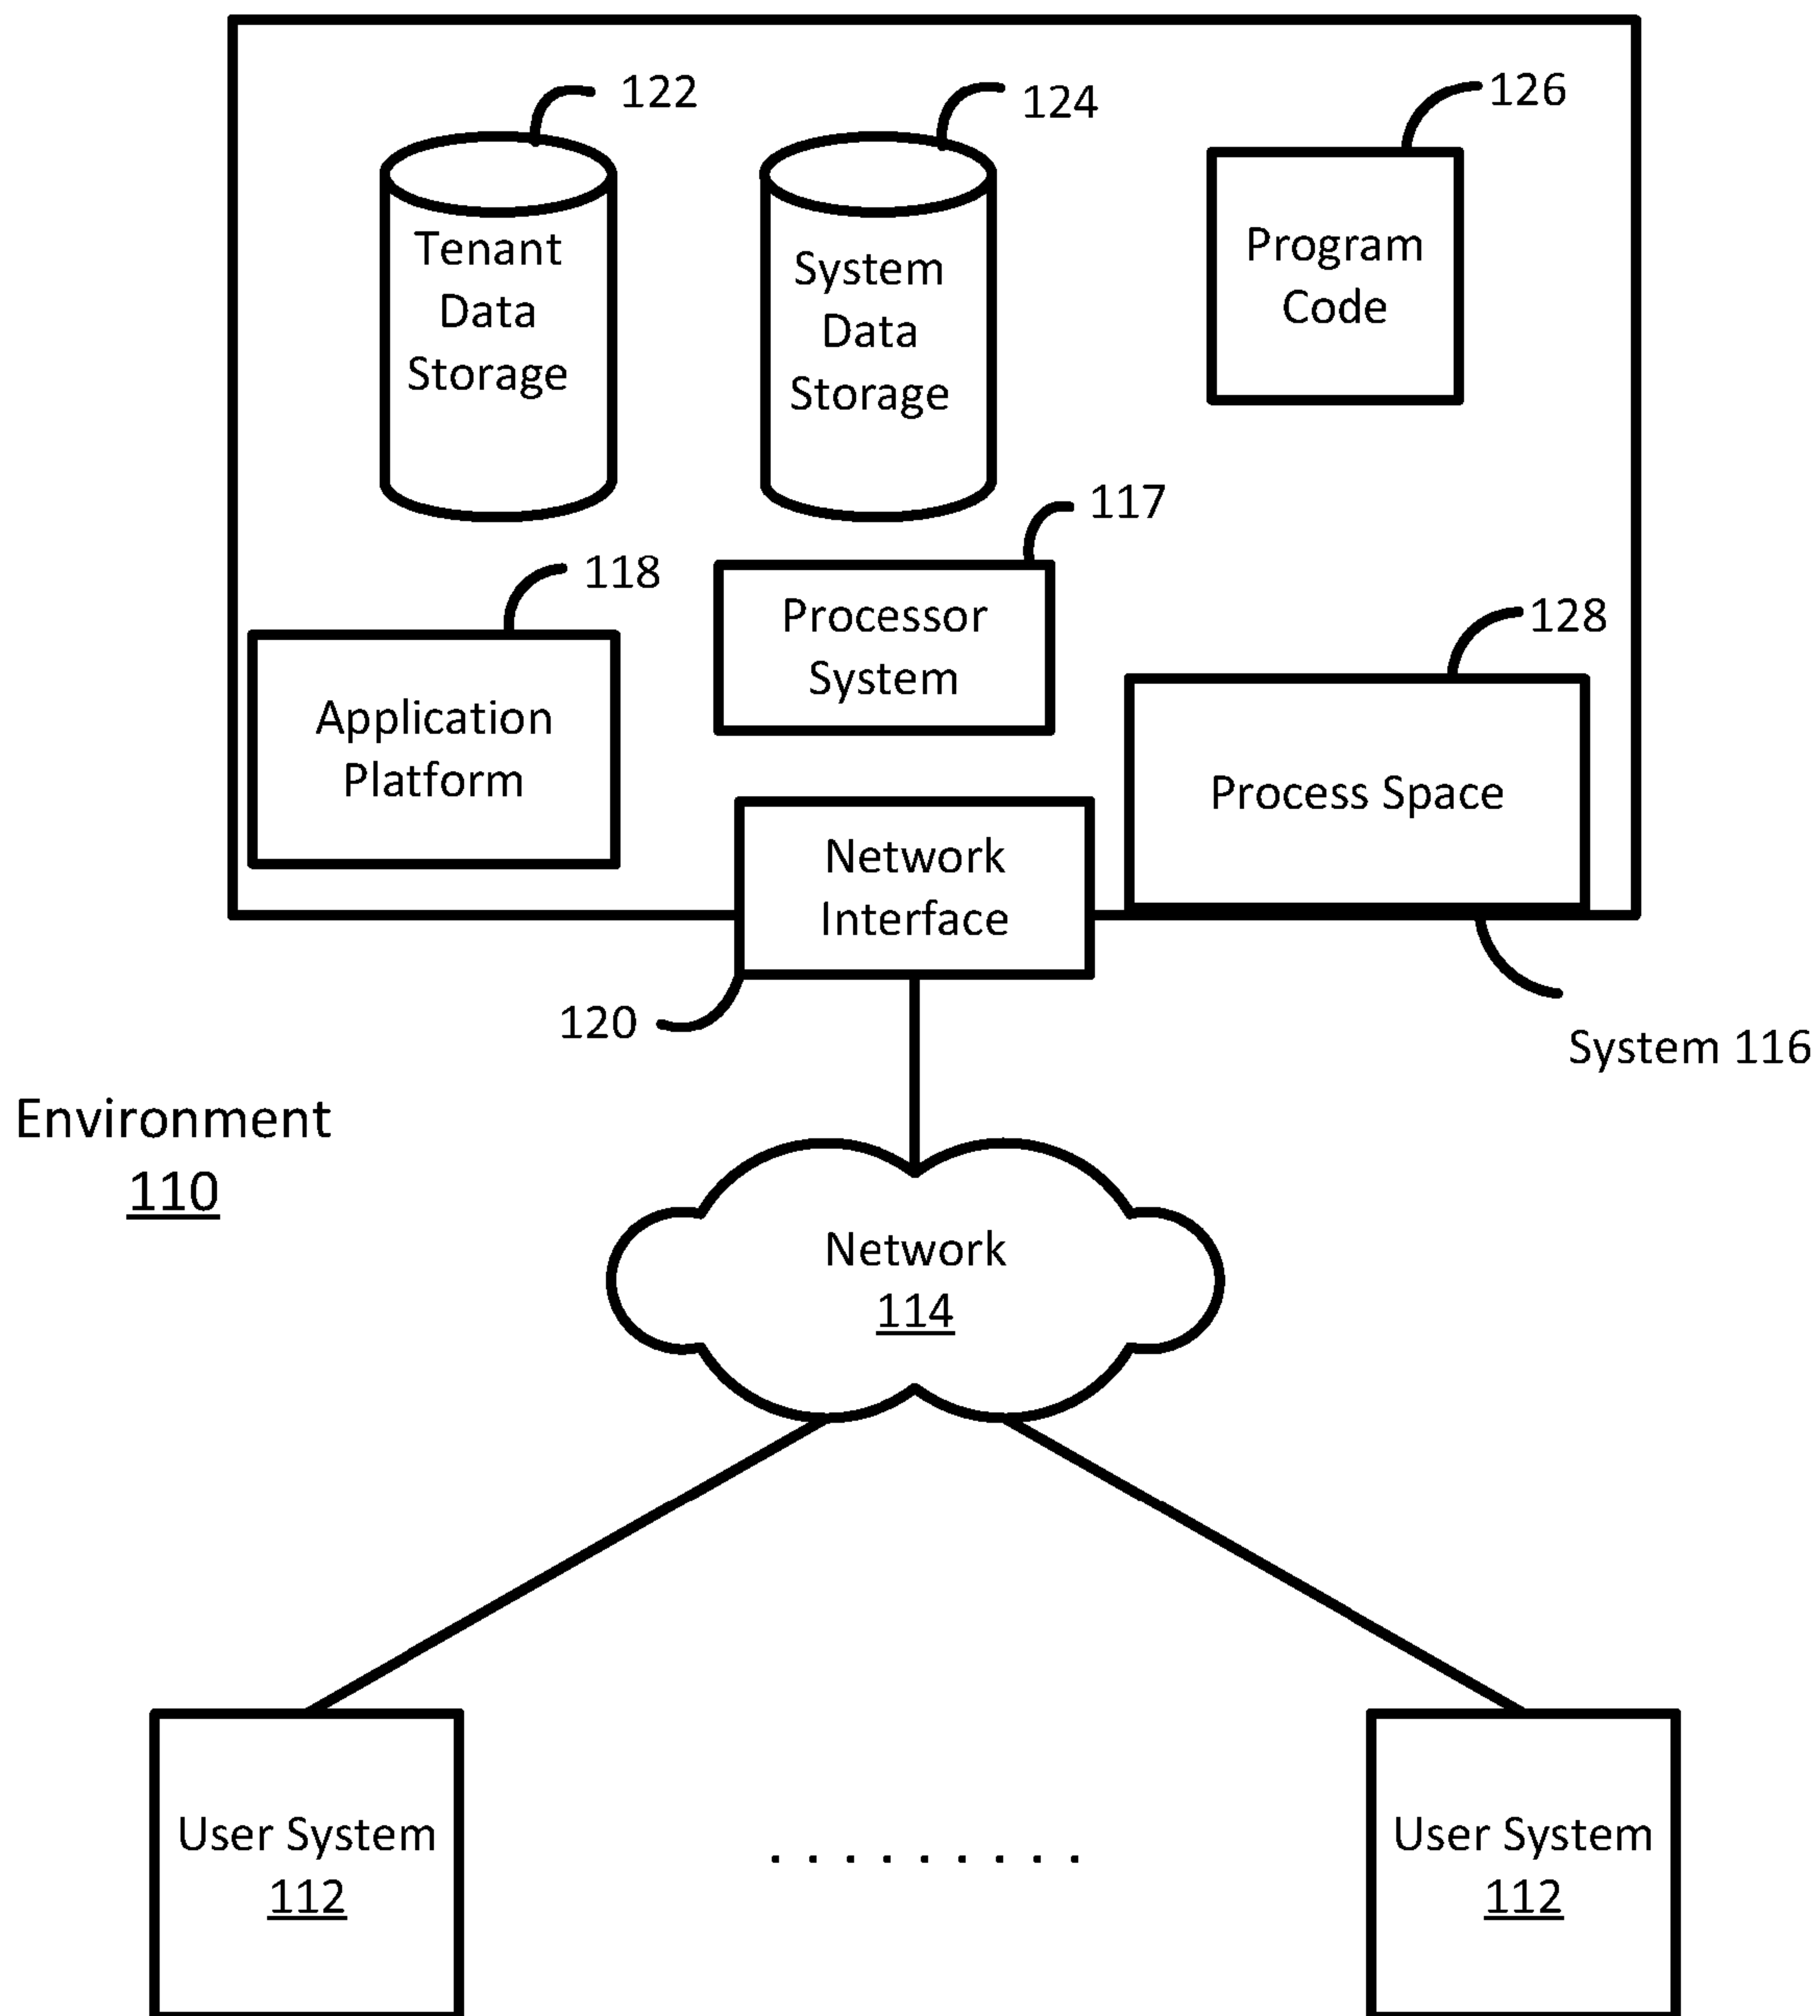 122
124
126
Tenant
Data
Storage
System
Data
Storage
Program
Code
117
118
Processor
System
128
Application
Platform
Process Space
Network
Interface
120
System 116
Environment
110
Network
114
User System
112
. . . . . . . . .
User System
112